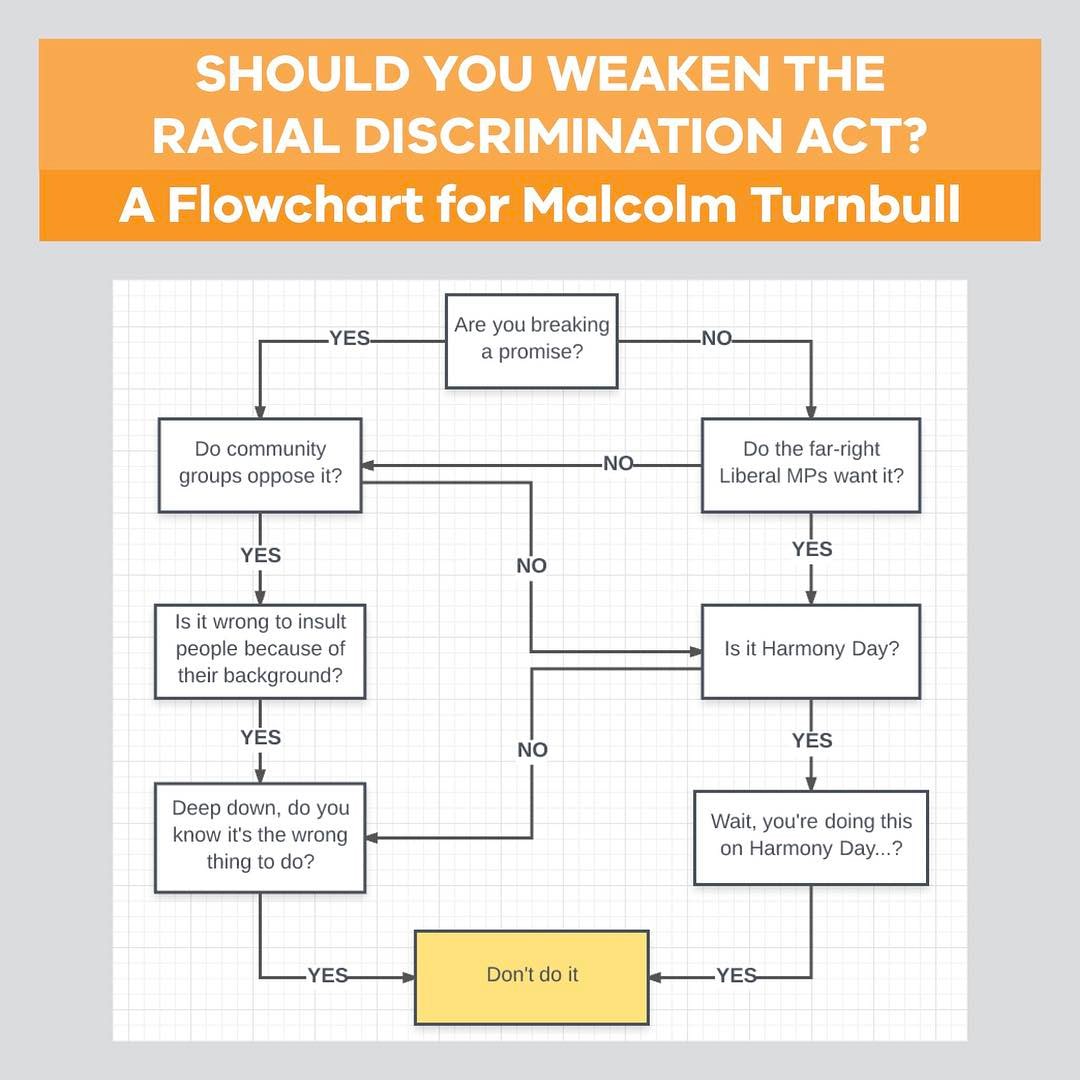 SHOULD YOU WEAKEN THE
RACIAL DISCRIMINATION ACT?
A Flowchart for Malcolm Turnbull
Are you breaking
a promise?
YES
NO
Do community
groups oppose it?
NO
Do the far-right
Liberal MPs want it?
YES
NO
YES
Is it wrong to insult
people because of
their background?
Is it Harmony Day?
YES
NO
YES
Deep down, do you
know it's the wrong
thing to do?
Wait, you're doing this
on Harmony Day...?
YES
Don't do it
YES